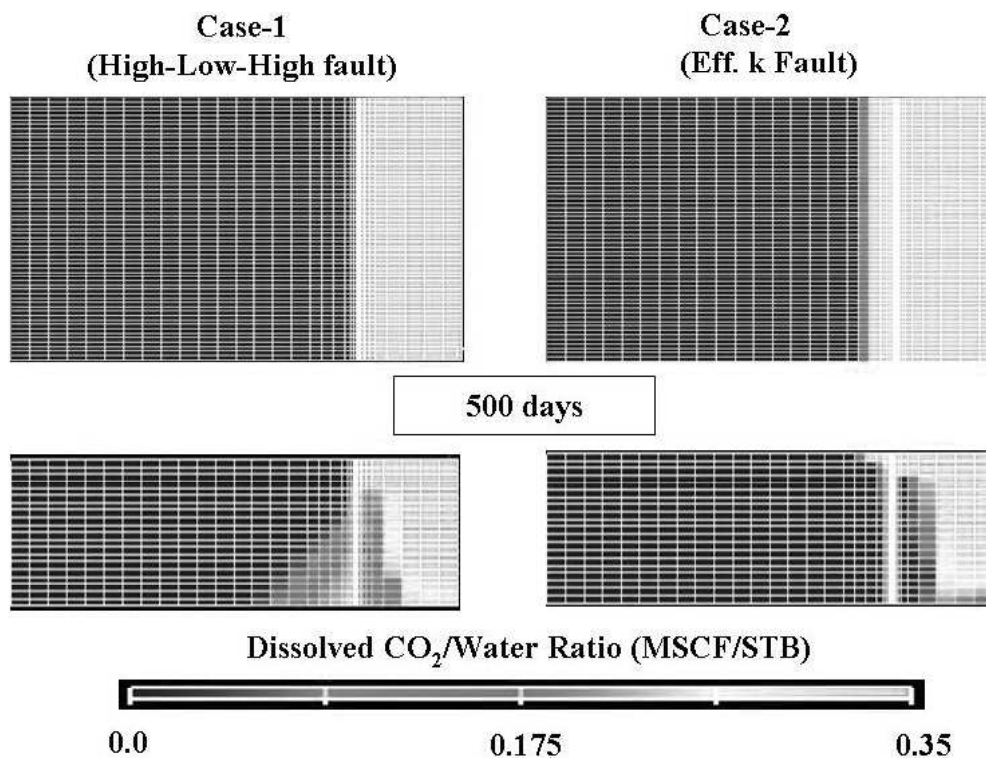 Case-1
(High-Low-High fault)
Case-2
(Eff. k Fault)
500 days
Dissolved CO₂/Water Ratio (MSCF/STB)
0.0 0.175 0.35